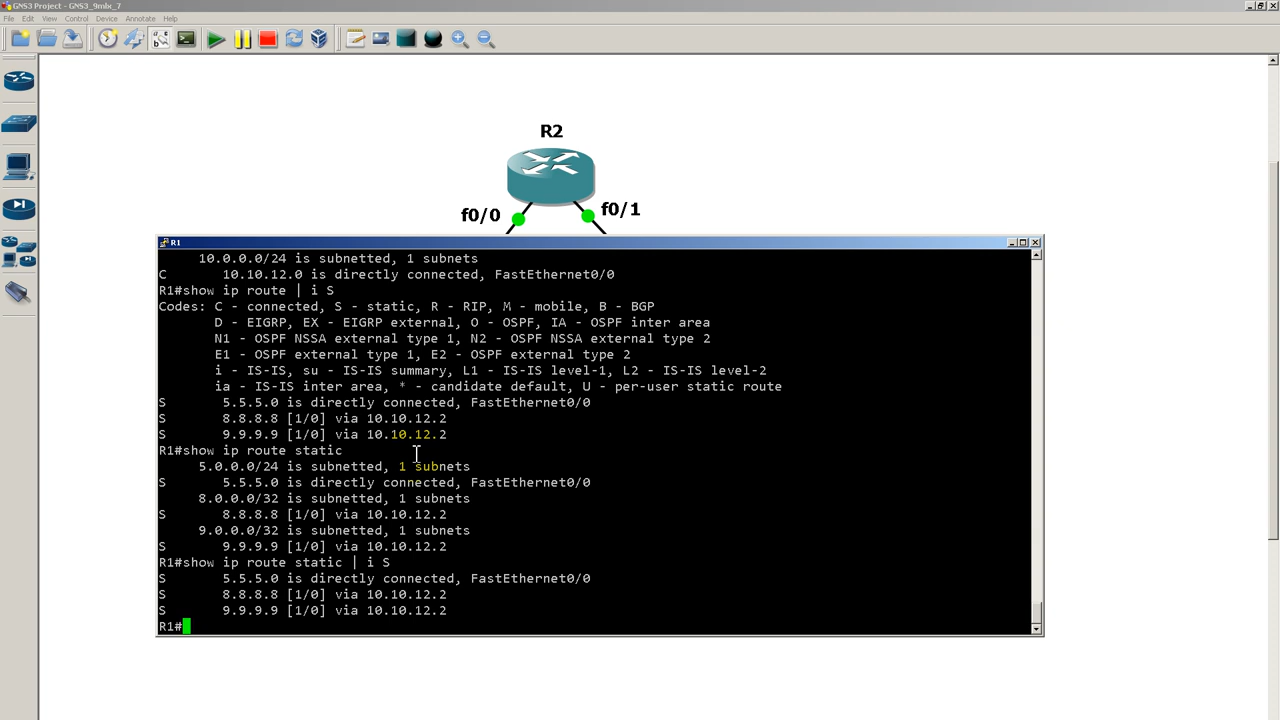 GNS3 Project - GNS3_9mlx_7
File Edit View Control Device Annotate Help
R2
f0/0
f0/1
R1
10.0.0.0/24 is subnetted, 1 subnets
C 10.10.12.0 is directly connected, FastEthernet0/0
R1#show ip route | i S
Codes: C - connected, S - static, R - RIP, M - mobile, B - BGP
D - EIGRP, EX - EIGRP external, O - OSPF, IA - OSPF inter area
N1 - OSPF NSSA external type 1, N2 - OSPF NSSA external type 2
E1 - OSPF external type 1, E2 - OSPF external type 2
i - IS-IS, su - IS-IS summary, L1 - IS-IS level-1, L2 - IS-IS level-2
ia - IS-IS inter area, * - candidate default, U - per-user static route
S 5.5.5.0 is directly connected, FastEthernet0/0
S 8.8.8.8 [1/0] via 10.10.12.2
S 9.9.9.9 [1/0] via 10.10.12.2
R1#show ip route static
5.0.0.0/24 is subnetted, 1 subnets
S 5.5.5.0 is directly connected, FastEthernet0/0
8.0.0.0/32 is subnetted, 1 subnets
S 8.8.8.8 [1/0] via 10.10.12.2
9.0.0.0/32 is subnetted, 1 subnets
S 9.9.9.9 [1/0] via 10.10.12.2
R1#show ip route static | i S
S 5.5.5.0 is directly connected, FastEthernet0/0
S 8.8.8.8 [1/0] via 10.10.12.2
S 9.9.9.9 [1/0] via 10.10.12.2
R1#